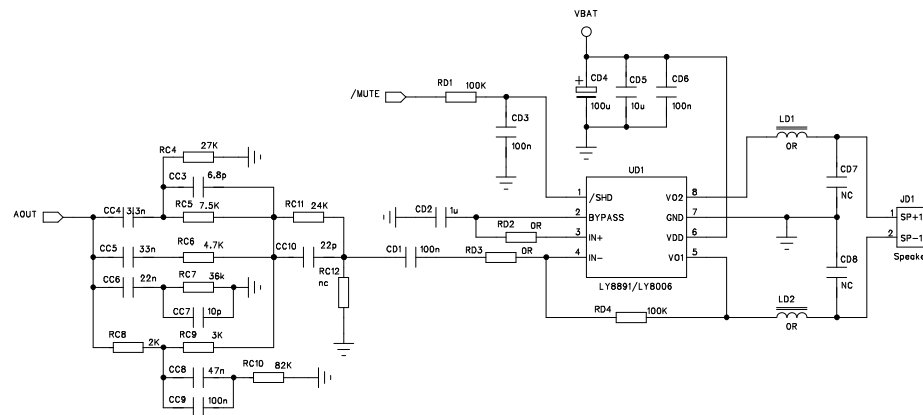 VBAT
CD4
100u
CD5
10u
CD6
100n
/MUTE
RD1
100K
CD3
100n
LD1
0R
UD1
1
/SHD
VO2
8
2
BYPASS
GND
7
3
IN+
VDD
6
4
IN-
VO1
5
LY8891/LY8006
CD7
NC
CD8
NC
JD1
1
SP+1
2
SP-1
Speake
LD2
0R
RD4
100K
RD2
0R
RD3
0R
CD2
1u
CD1
100n
RC4
27K
CC3
6.8p
AOUT
CC4
3.3n
RC5
7.5K
RC11
24K
CC5
33n
RC6
4.7K
CC10
22p
RC12
nc
CC6
22n
RC7
36k
CC7
10p
RC8
2K
RC9
3K
CC8
47n
RC10
82K
CC9
100n